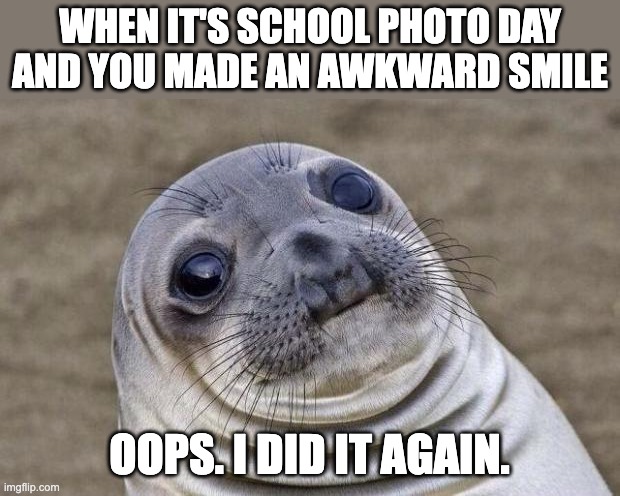 WHEN IT'S SCHOOL PHOTO DAY
AND YOU MADE AN AWKWARD SMILE
OOPS. I DID IT AGAIN.
imgflip.com